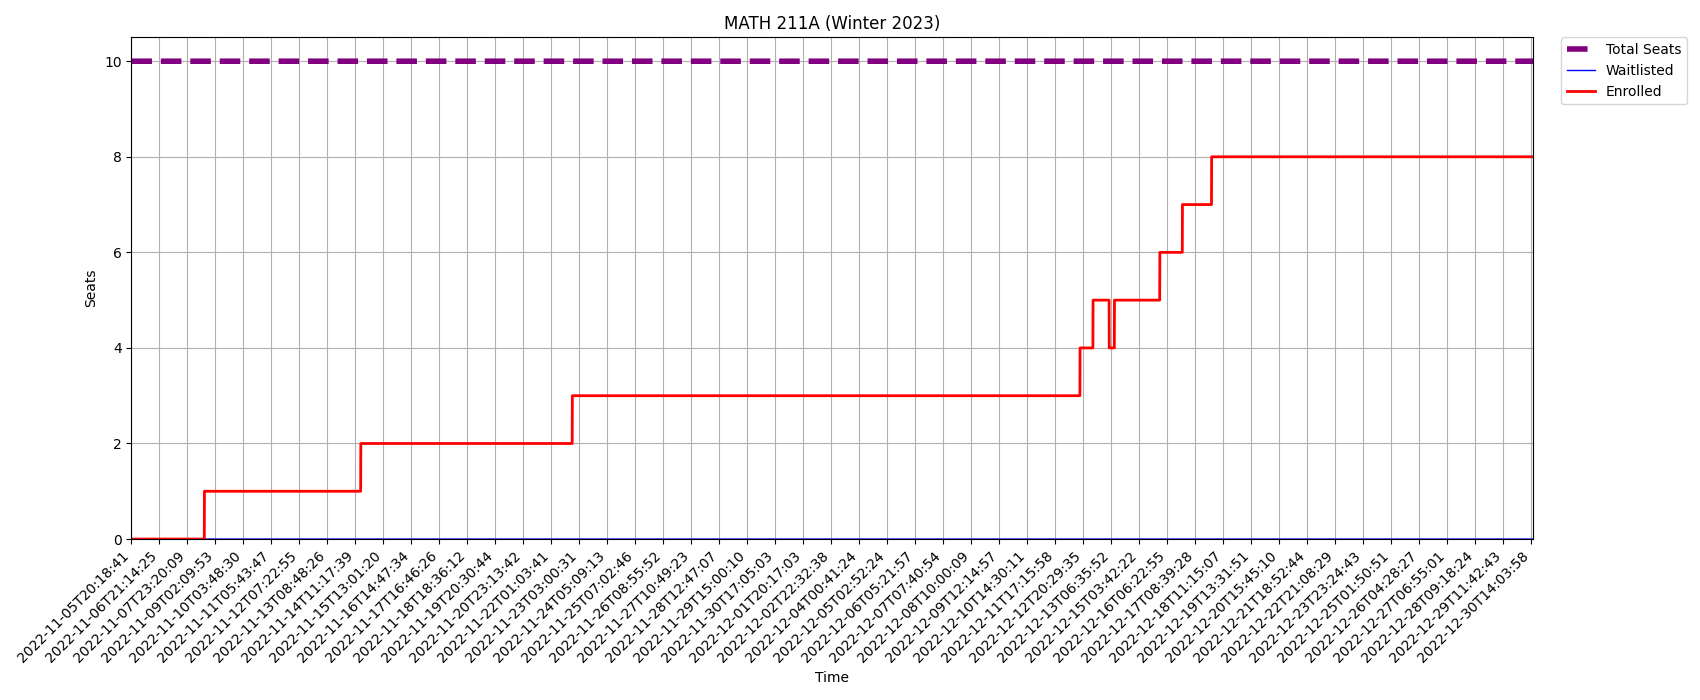 MATH 211A (Winter 2023)
Total Seats
Waitlisted
Enrolled
Seats
10
8
6
4
2
0
2022-11-05T20:18:41
2022-11-06T21:14:25
2022-11-07T23:20:09
2022-11-09T02:09:53
2022-11-10T03:48:30
2022-11-11T05:43:47
2022-11-12T07:22:55
2022-11-13T08:48:26
2022-11-14T11:17:39
2022-11-15T13:01:20
2022-11-16T14:47:34
2022-11-17T16:46:26
2022-11-18T18:36:12
2022-11-19T20:30:44
2022-11-20T23:13:42
2022-11-22T01:03:41
2022-11-23T03:00:31
2022-11-24T05:09:13
2022-11-25T07:02:46
2022-11-26T08:55:52
2022-11-27T10:49:23
2022-11-28T12:47:07
2022-11-29T15:00:10
2022-11-30T17:05:03
2022-12-01T20:17:03
2022-12-02T22:32:38
2022-12-04T00:41:24
2022-12-05T02:52:24
2022-12-06T05:21:57
2022-12-07T07:40:54
2022-12-08T10:00:09
2022-12-09T12:14:57
2022-12-10T14:30:11
2022-12-11T17:15:58
2022-12-12T20:29:35
2022-12-13T06:35:52
2022-12-15T03:42:22
2022-12-16T06:22:55
2022-12-17T08:39:28
2022-12-18T11:15:07
2022-12-19T13:31:51
2022-12-20T15:45:10
2022-12-21T18:52:44
2022-12-22T21:08:29
2022-12-23T23:24:43
2022-12-25T01:50:51
2022-12-26T04:28:27
2022-12-27T06:55:01
2022-12-28T09:18:24
2022-12-29T11:42:43
2022-12-30T14:03:58
Time